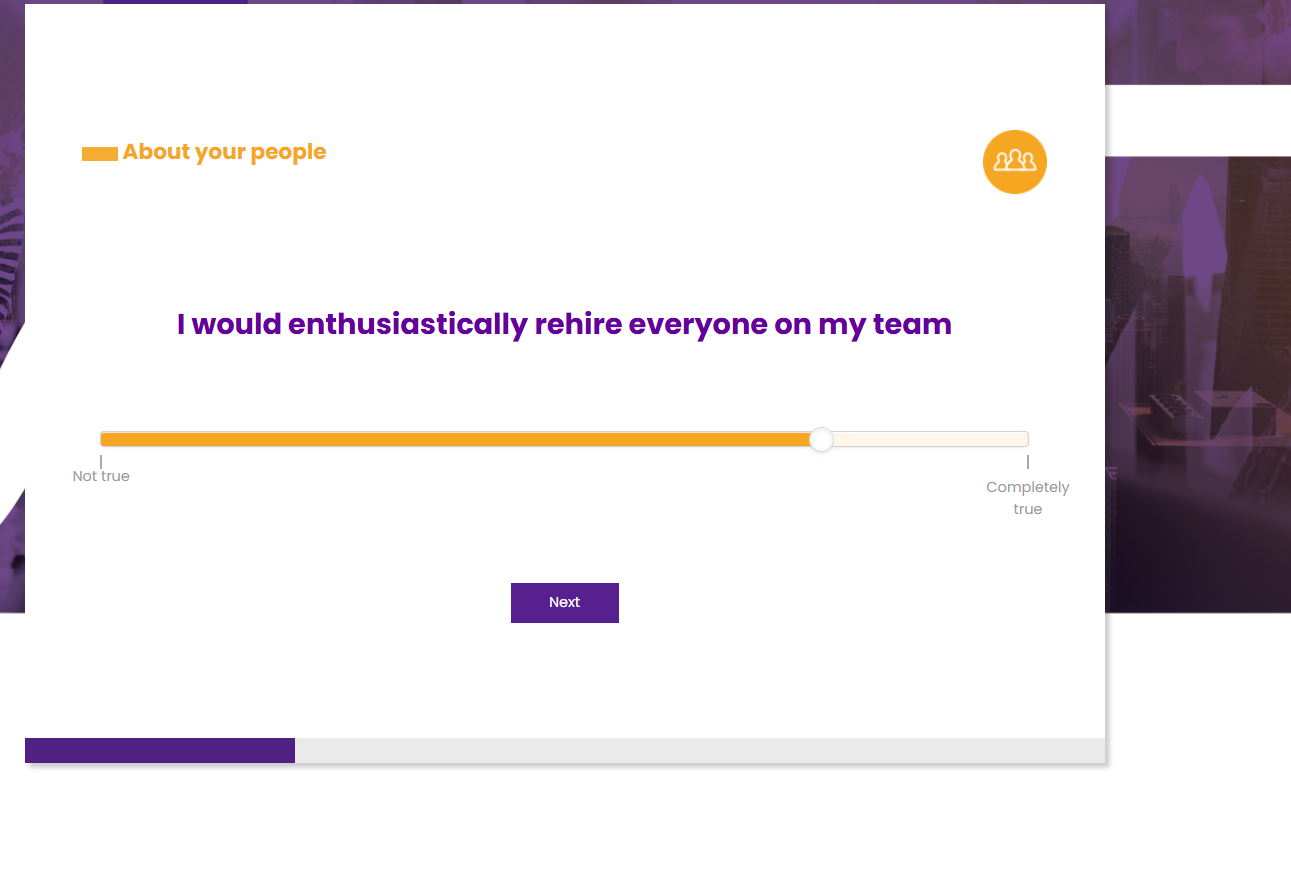 About your people
I would enthusiastically rehire everyone on my team
Not true
Completely
true
Next